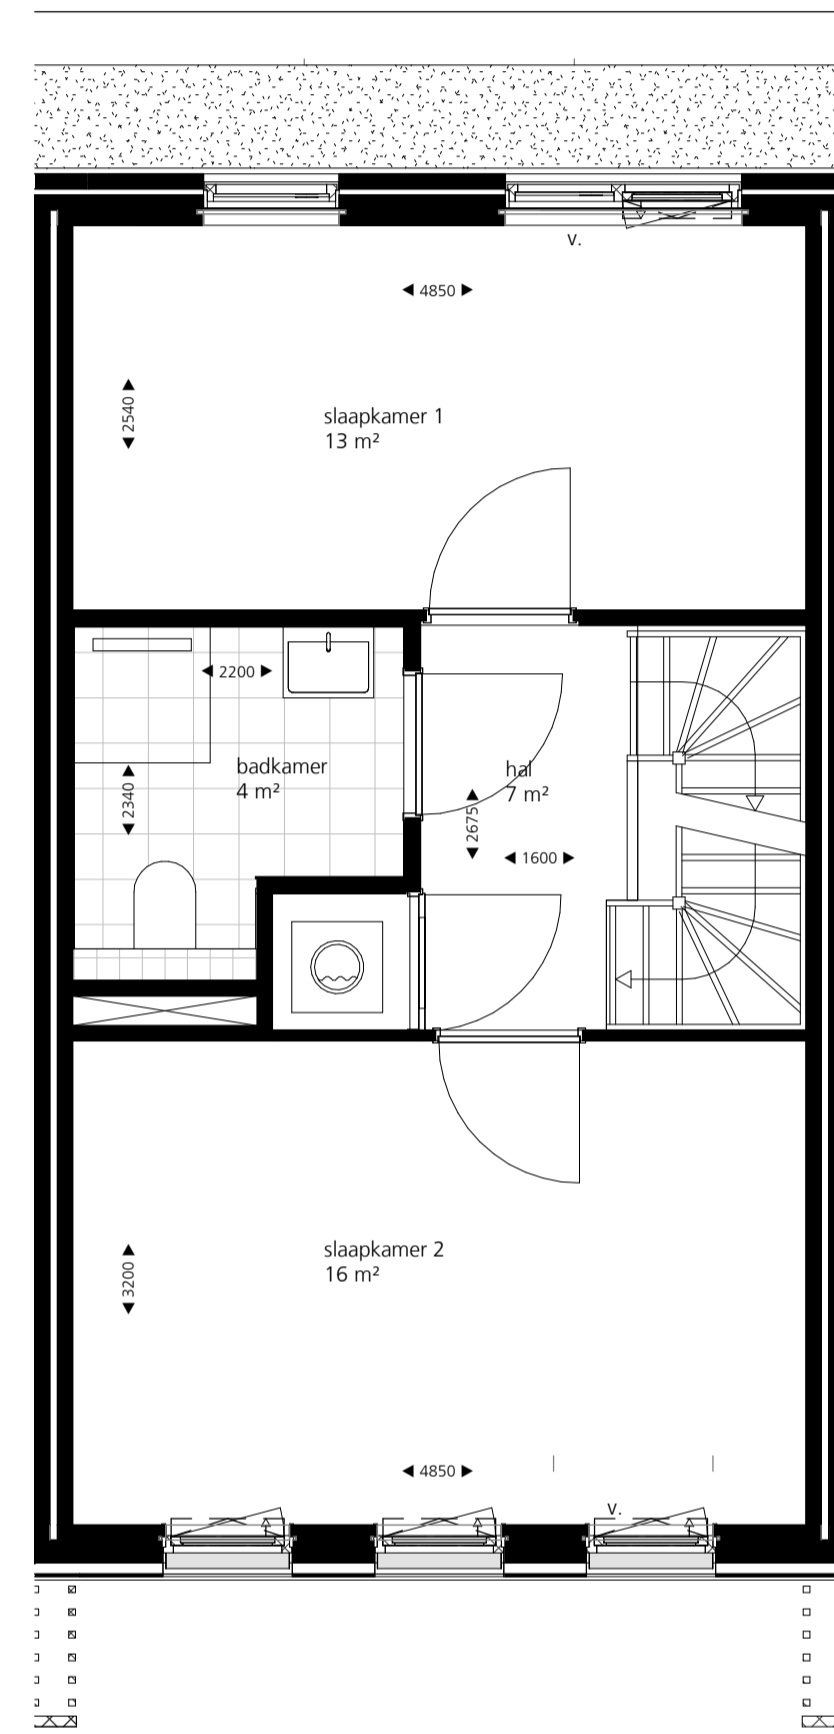 V.
4850
2540
slaapkamer 1
13 m²
2200
badkamer
4 m²
2340
hal
7 m²
2675
1600
slaapkamer 2
16 m²
3200
4850
V.